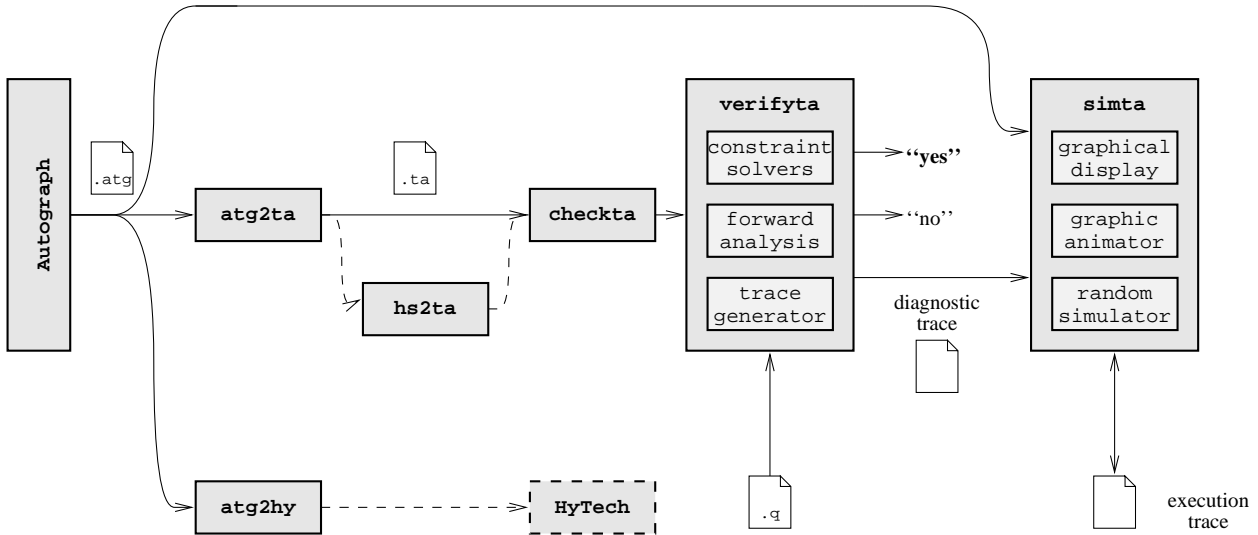 Autograph
.atg
atg2ta
.ta
hs2ta
checkta
verifyta
constraint
solvers
forward
analysis
trace
generator
‘‘yes’’
‘‘no’’
diagnostic
trace
simta
graphical
display
graphic
animator
random
simulator
atg2hy
HyTech
.q
execution
trace